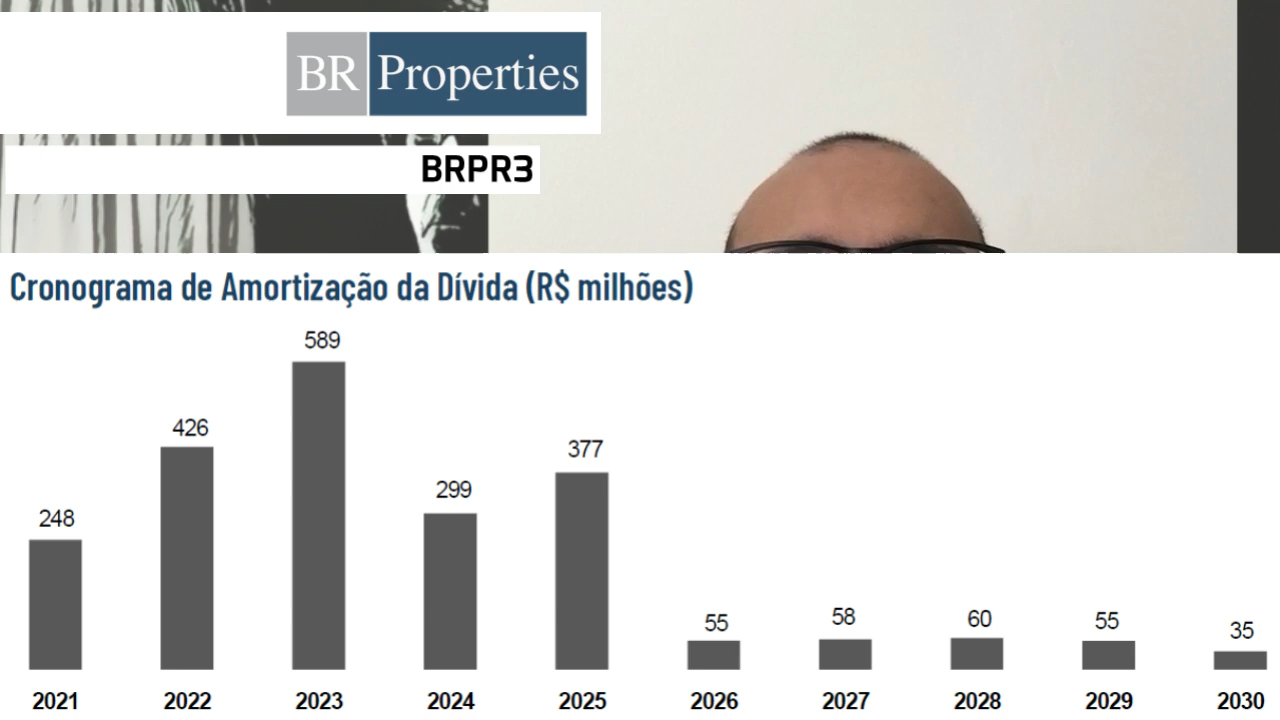 BR Properties
BRPR3
Cronograma de Amortização da Dívida (R$ milhões)
248 426 589 299 377 55 58 60 55 35
2021 2022 2023 2024 2025 2026 2027 2028 2029 2030